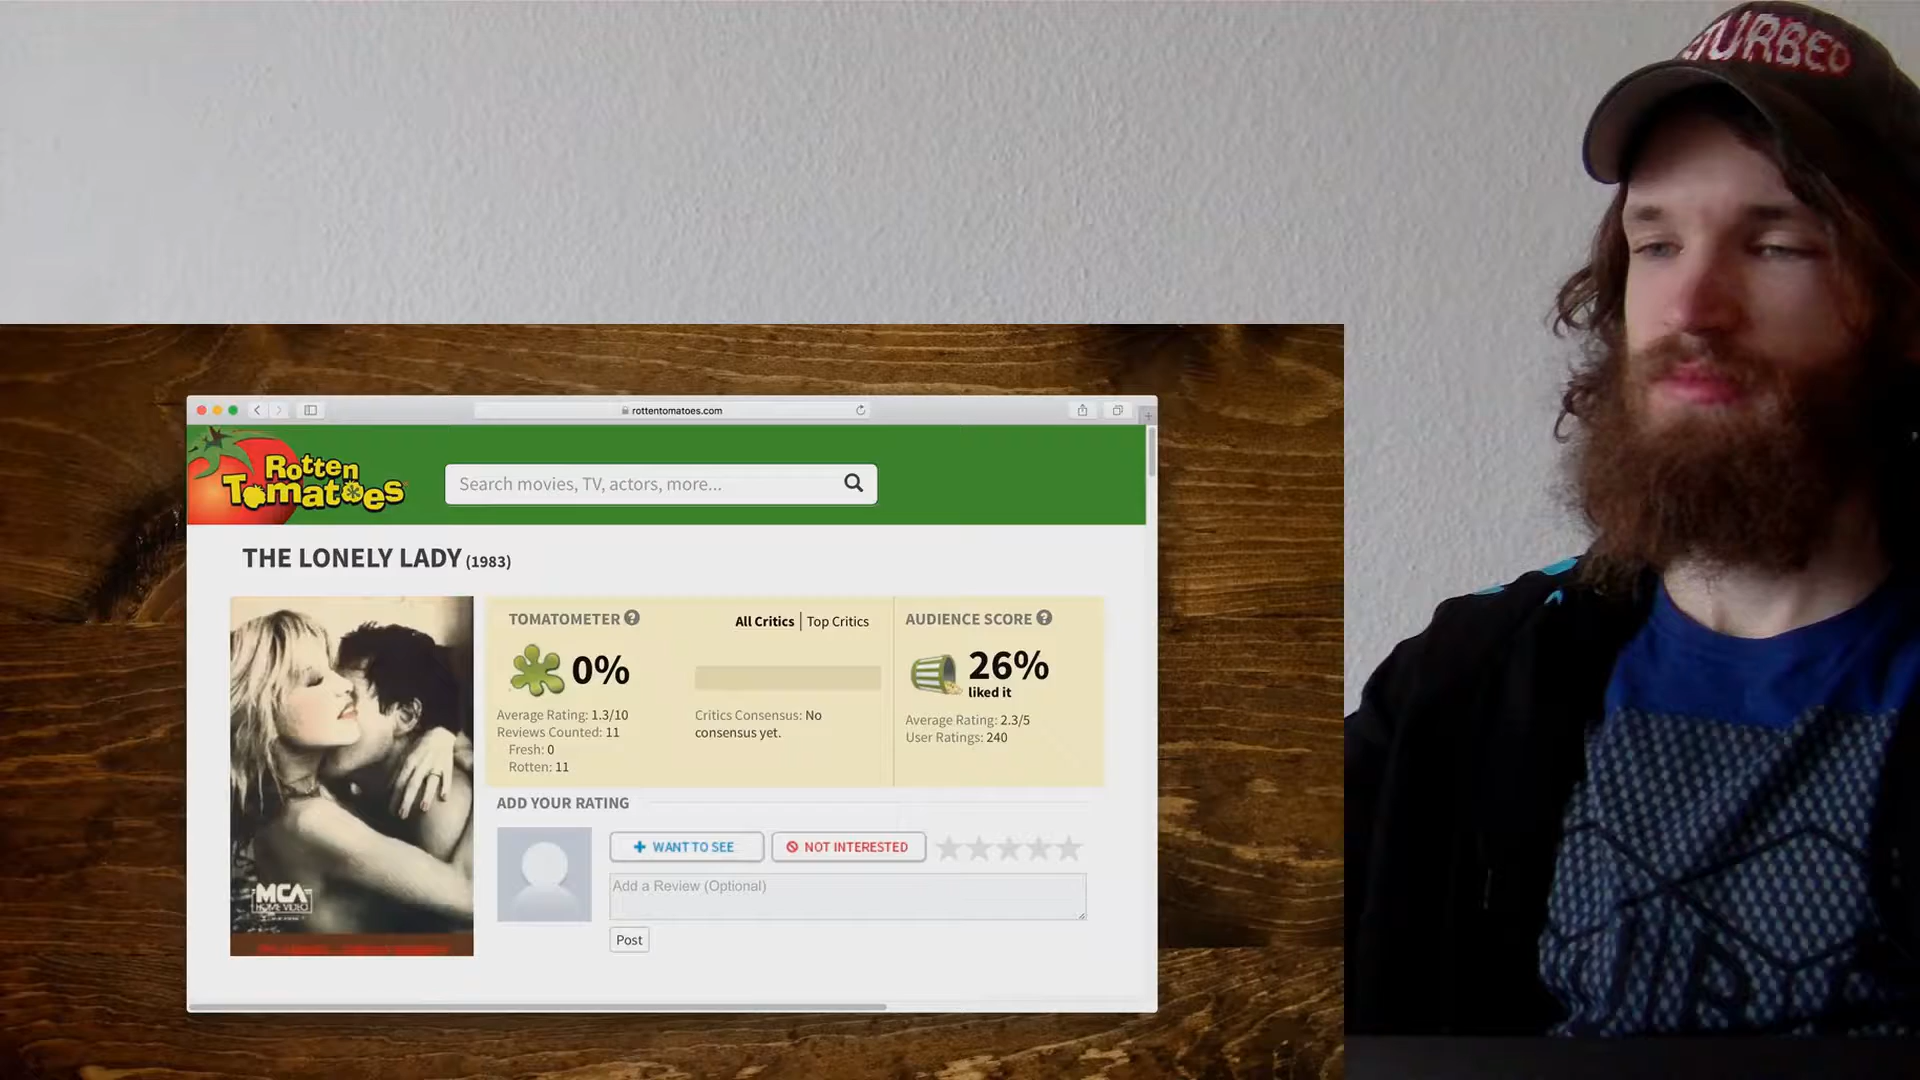 TURBED
rottentomatoes.com
Rotten
Tomatoes
Search movies, TV, actors, more...
THE LONELY LADY (1983)
TOMATOMETER ?
All Critics | Top Critics
0%
Average Rating: 1.3/10
Reviews Counted: 11
Fresh: 0
Rotten: 11
Critics Consensus: No
consensus yet.
AUDIENCE SCORE ?
26%
liked it
Average Rating: 2.3/5
User Ratings: 240
ADD YOUR RATING
WANT TO SEE
NOT INTERESTED
Add a Review (Optional)
Post
MCA
HOME VIDEO